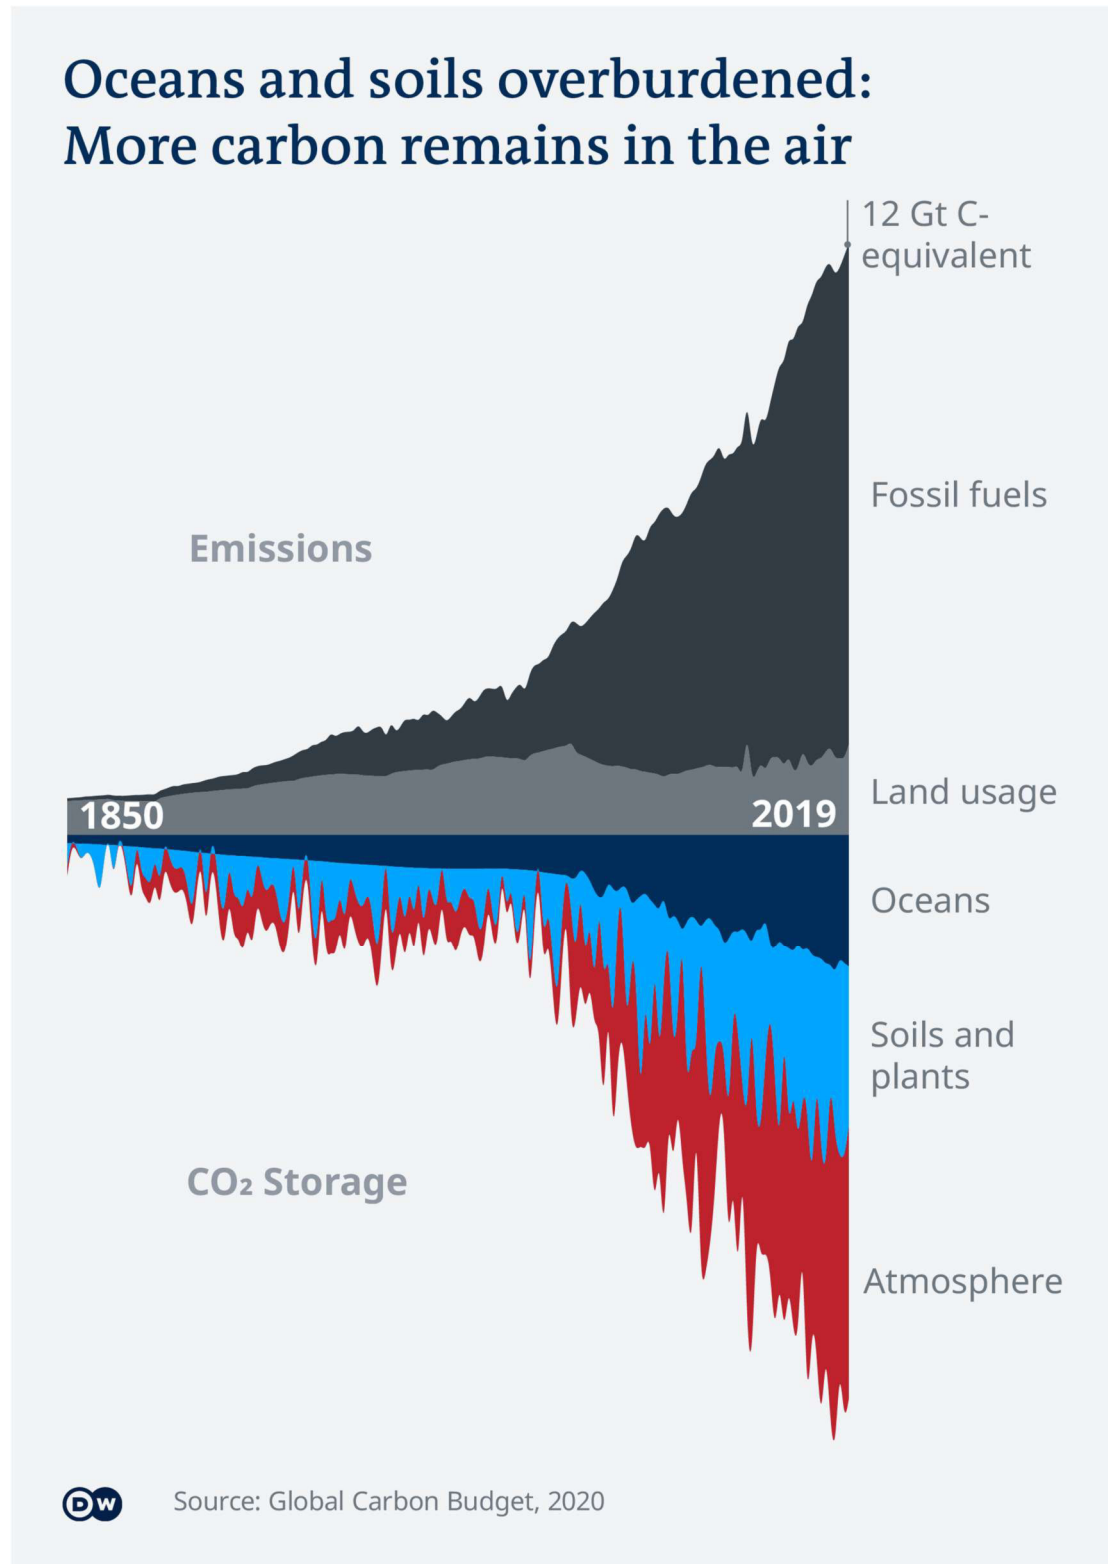 Oceans and soils overburdened:
More carbon remains in the air
12 Gt C-
equivalent
Fossil fuels
Emissions
Land usage
1850
2019
Oceans
Soils and
plants
CO₂ Storage
Atmosphere
DW
Source: Global Carbon Budget, 2020